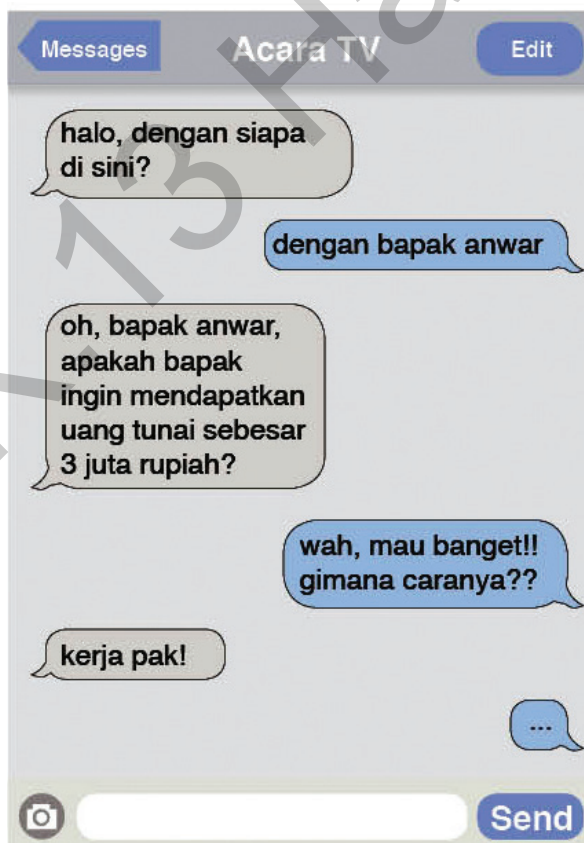 Messages
Acara TV
Edit
halo, dengan siapa
di sini?
dengan bapak anwar
oh, bapak anwar,
apakah bapak
ingin mendapatkan
uang tunai sebesar
3 juta rupiah?
wah, mau banget!!
gimana caranya??
kerja pak!
...
Send